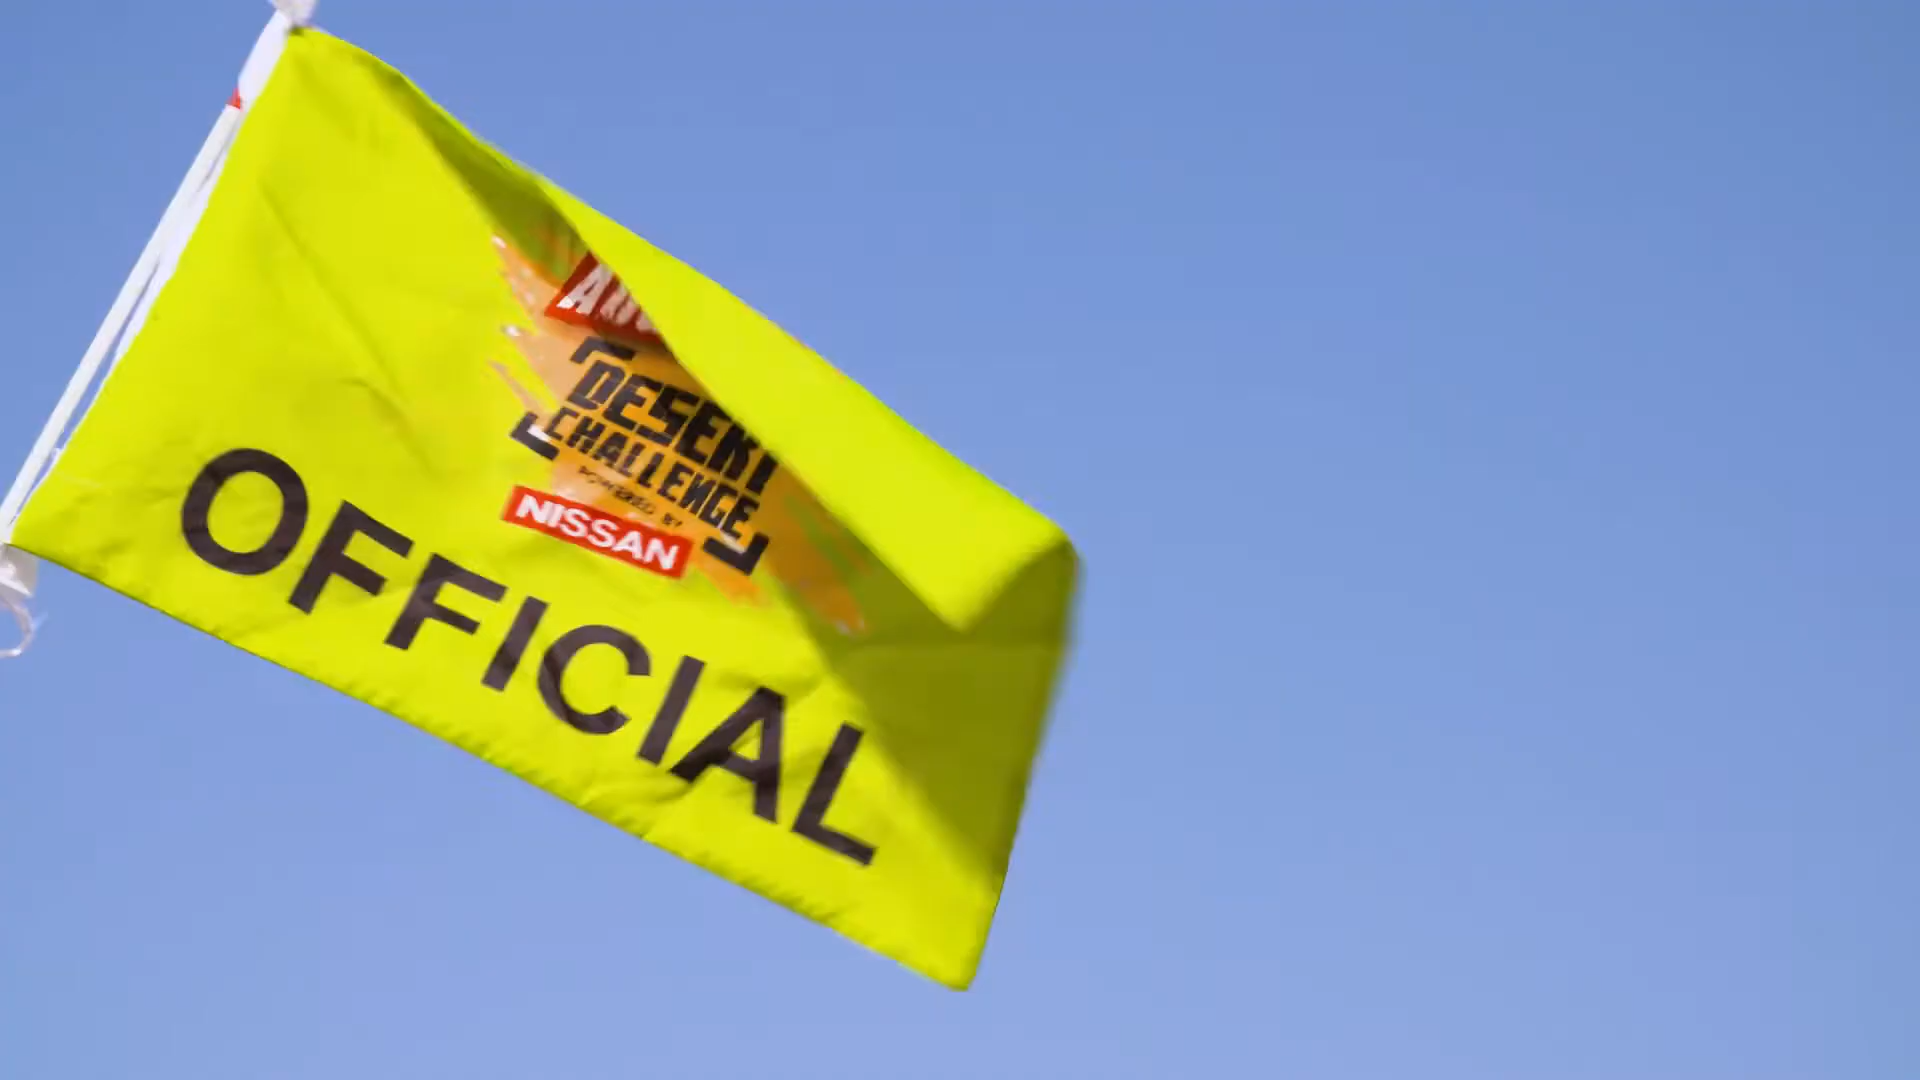 DESERT
CHALLENGE
POWERED BY
NISSAN
OFFICIAL